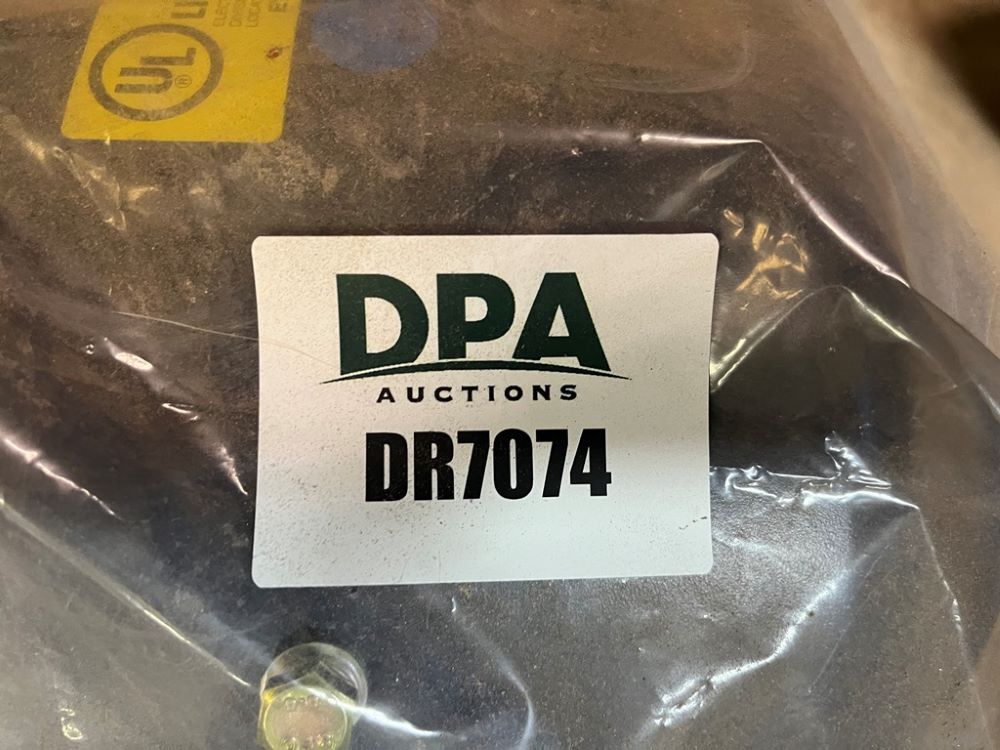 UL
®
DPA
AUCTIONS
DR7074